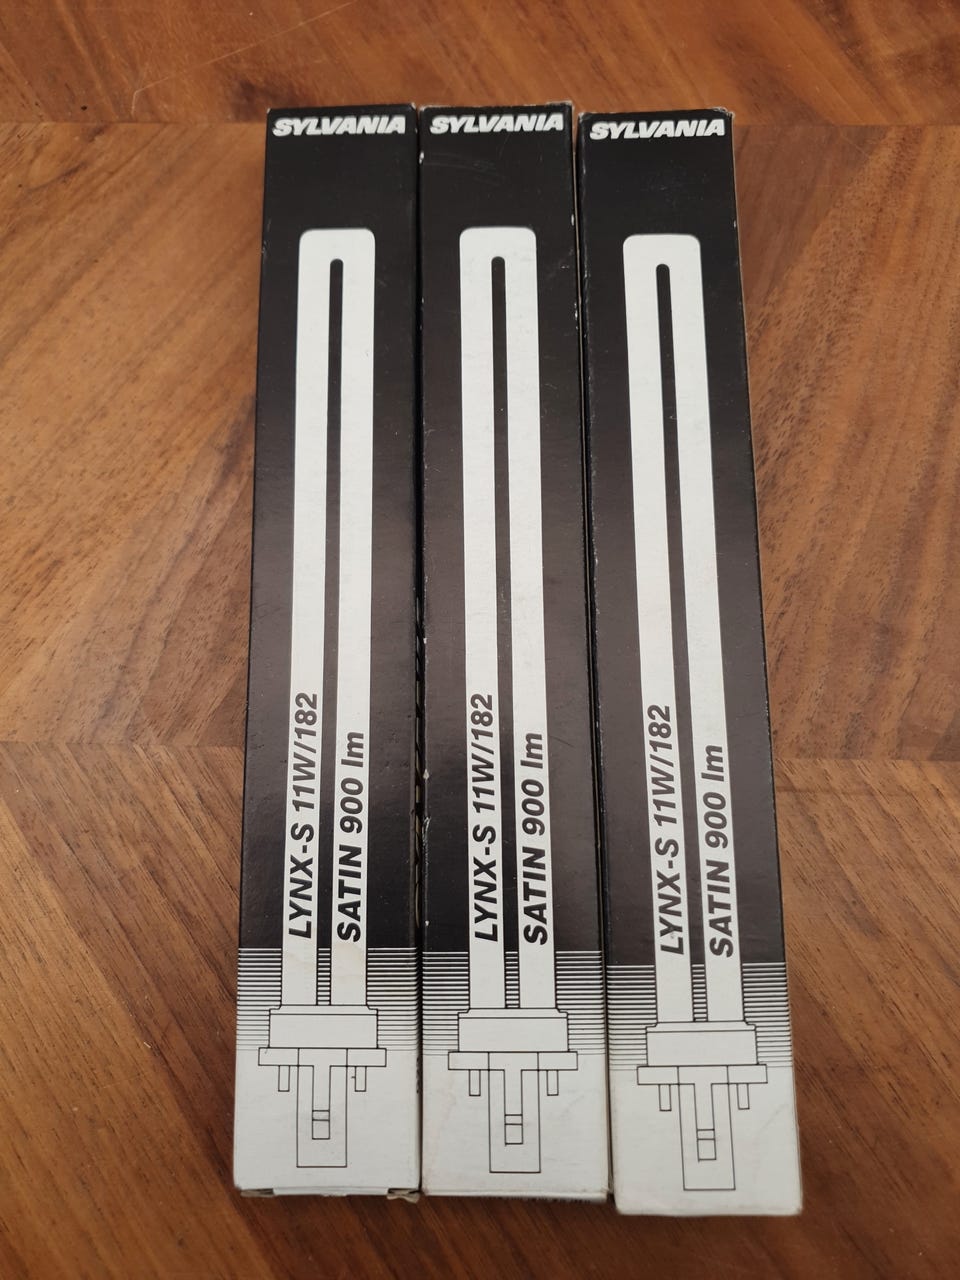 SYLVANIA
LYNX-S 11W/182
SATIN 900 lm
SYLVANIA
LYNX-S 11W/182
SATIN 900 lm
SYLVANIA
LYNX-S 11W/182
SATIN 900 lm